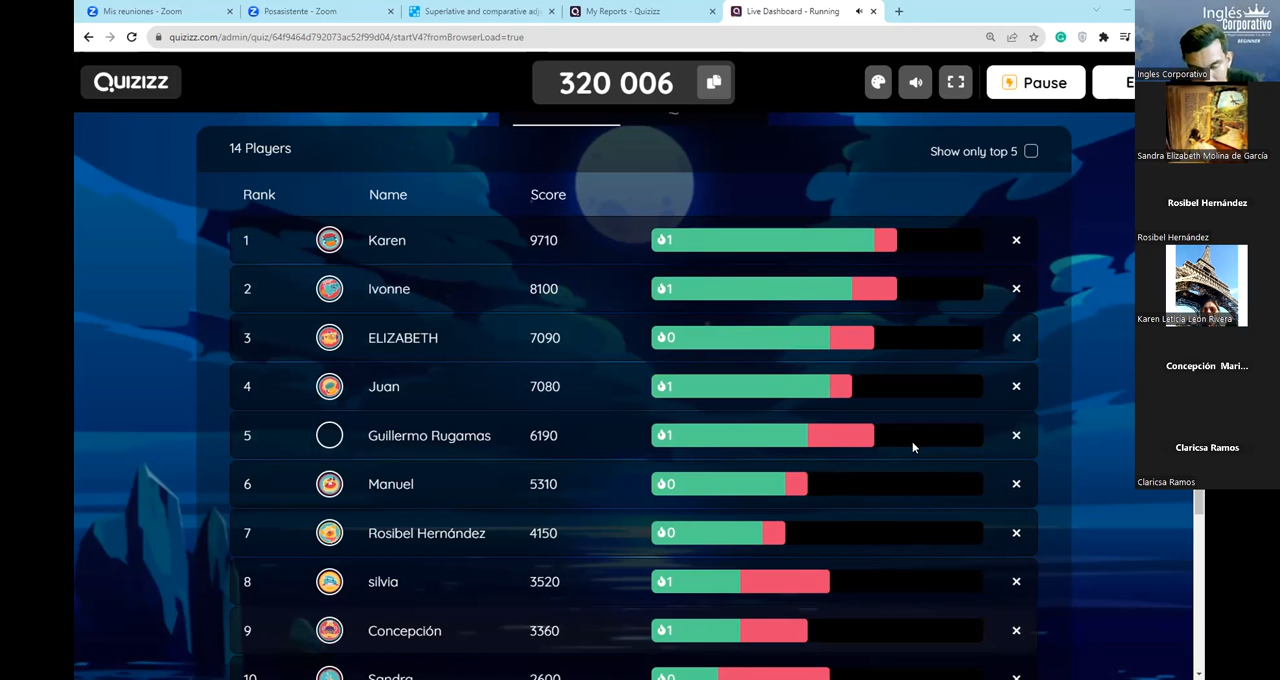 Mis reuniones - Zoom
Posasistente - Zoom
Superlative and comparative adj
My Reports - Quizizz
Live Dashboard - Running
quizizz.com/admin/quiz/64f9464d792073ac52f99d04/startV4?fromBrowserLoad=true
Quizizz
320 006
Pause
E
14 Players
Show only top 5
Rank Name Score
1 Karen 9710 1
2 Ivonne 8100 1
3 ELIZABETH 7090 0
4 Juan 7080 1
5 Guillermo Rugamas 6190 1
6 Manuel 5310 0
7 Rosibel Hernández 4150 0
8 silvia 3520 1
9 Concepción 3360 1
10 Sandra 2600 0
Inglés
Corporativo
BEGINNER
Ingles Corporativo
Sandra Elizabeth Molina de García
Rosibel Hernández
Rosibel Hernández
Karen Leticia León Rivera
Concepción Mari...
Claricsa Ramos
Claricsa Ramos